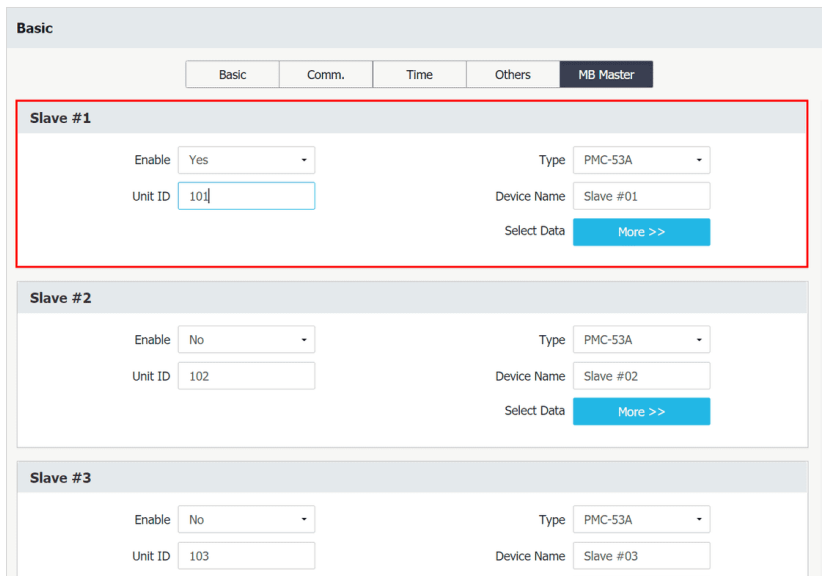 Basic
Basic Comm. Time Others MB Master
Slave #1
Enable Yes Type PMC-53A
Unit ID 101 Device Name Slave #01
Select Data More >>
Slave #2
Enable No Type PMC-53A
Unit ID 102 Device Name Slave #02
Select Data More >>
Slave #3
Enable No Type PMC-53A
Unit ID 103 Device Name Slave #03